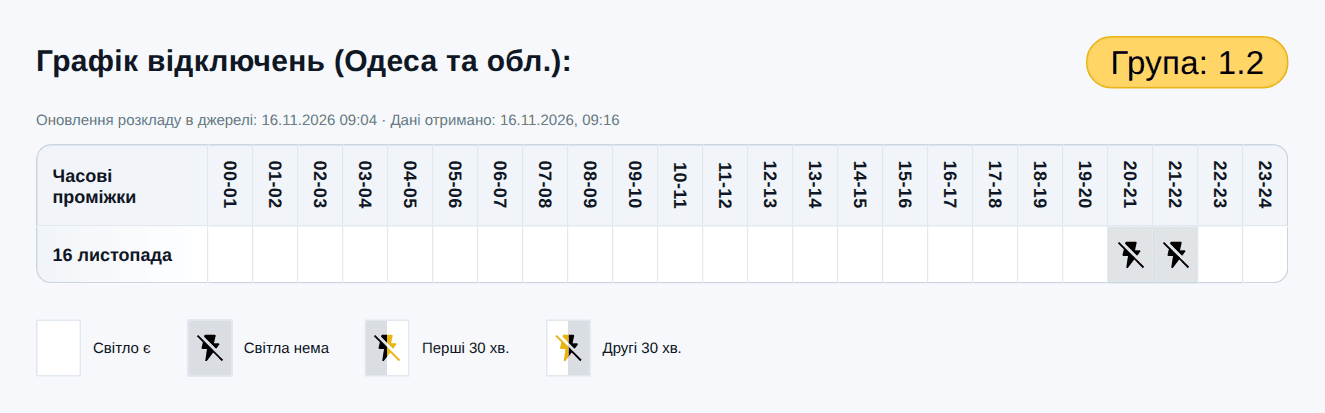 Графік відключень (Одеса та обл.):
Група: 1.2
Оновлення розкладу в джерелі: 16.11.2026 09:04 · Дані отримано: 16.11.2026, 09:16
Часові
проміжки
00-01
01-02
02-03
03-04
04-05
05-06
06-07
07-08
08-09
09-10
10-11
11-12
12-13
13-14
14-15
15-16
16-17
17-18
18-19
19-20
20-21
21-22
22-23
23-24
16 листопада
Світло є
Світла нема
Перші 30 хв.
Другі 30 хв.